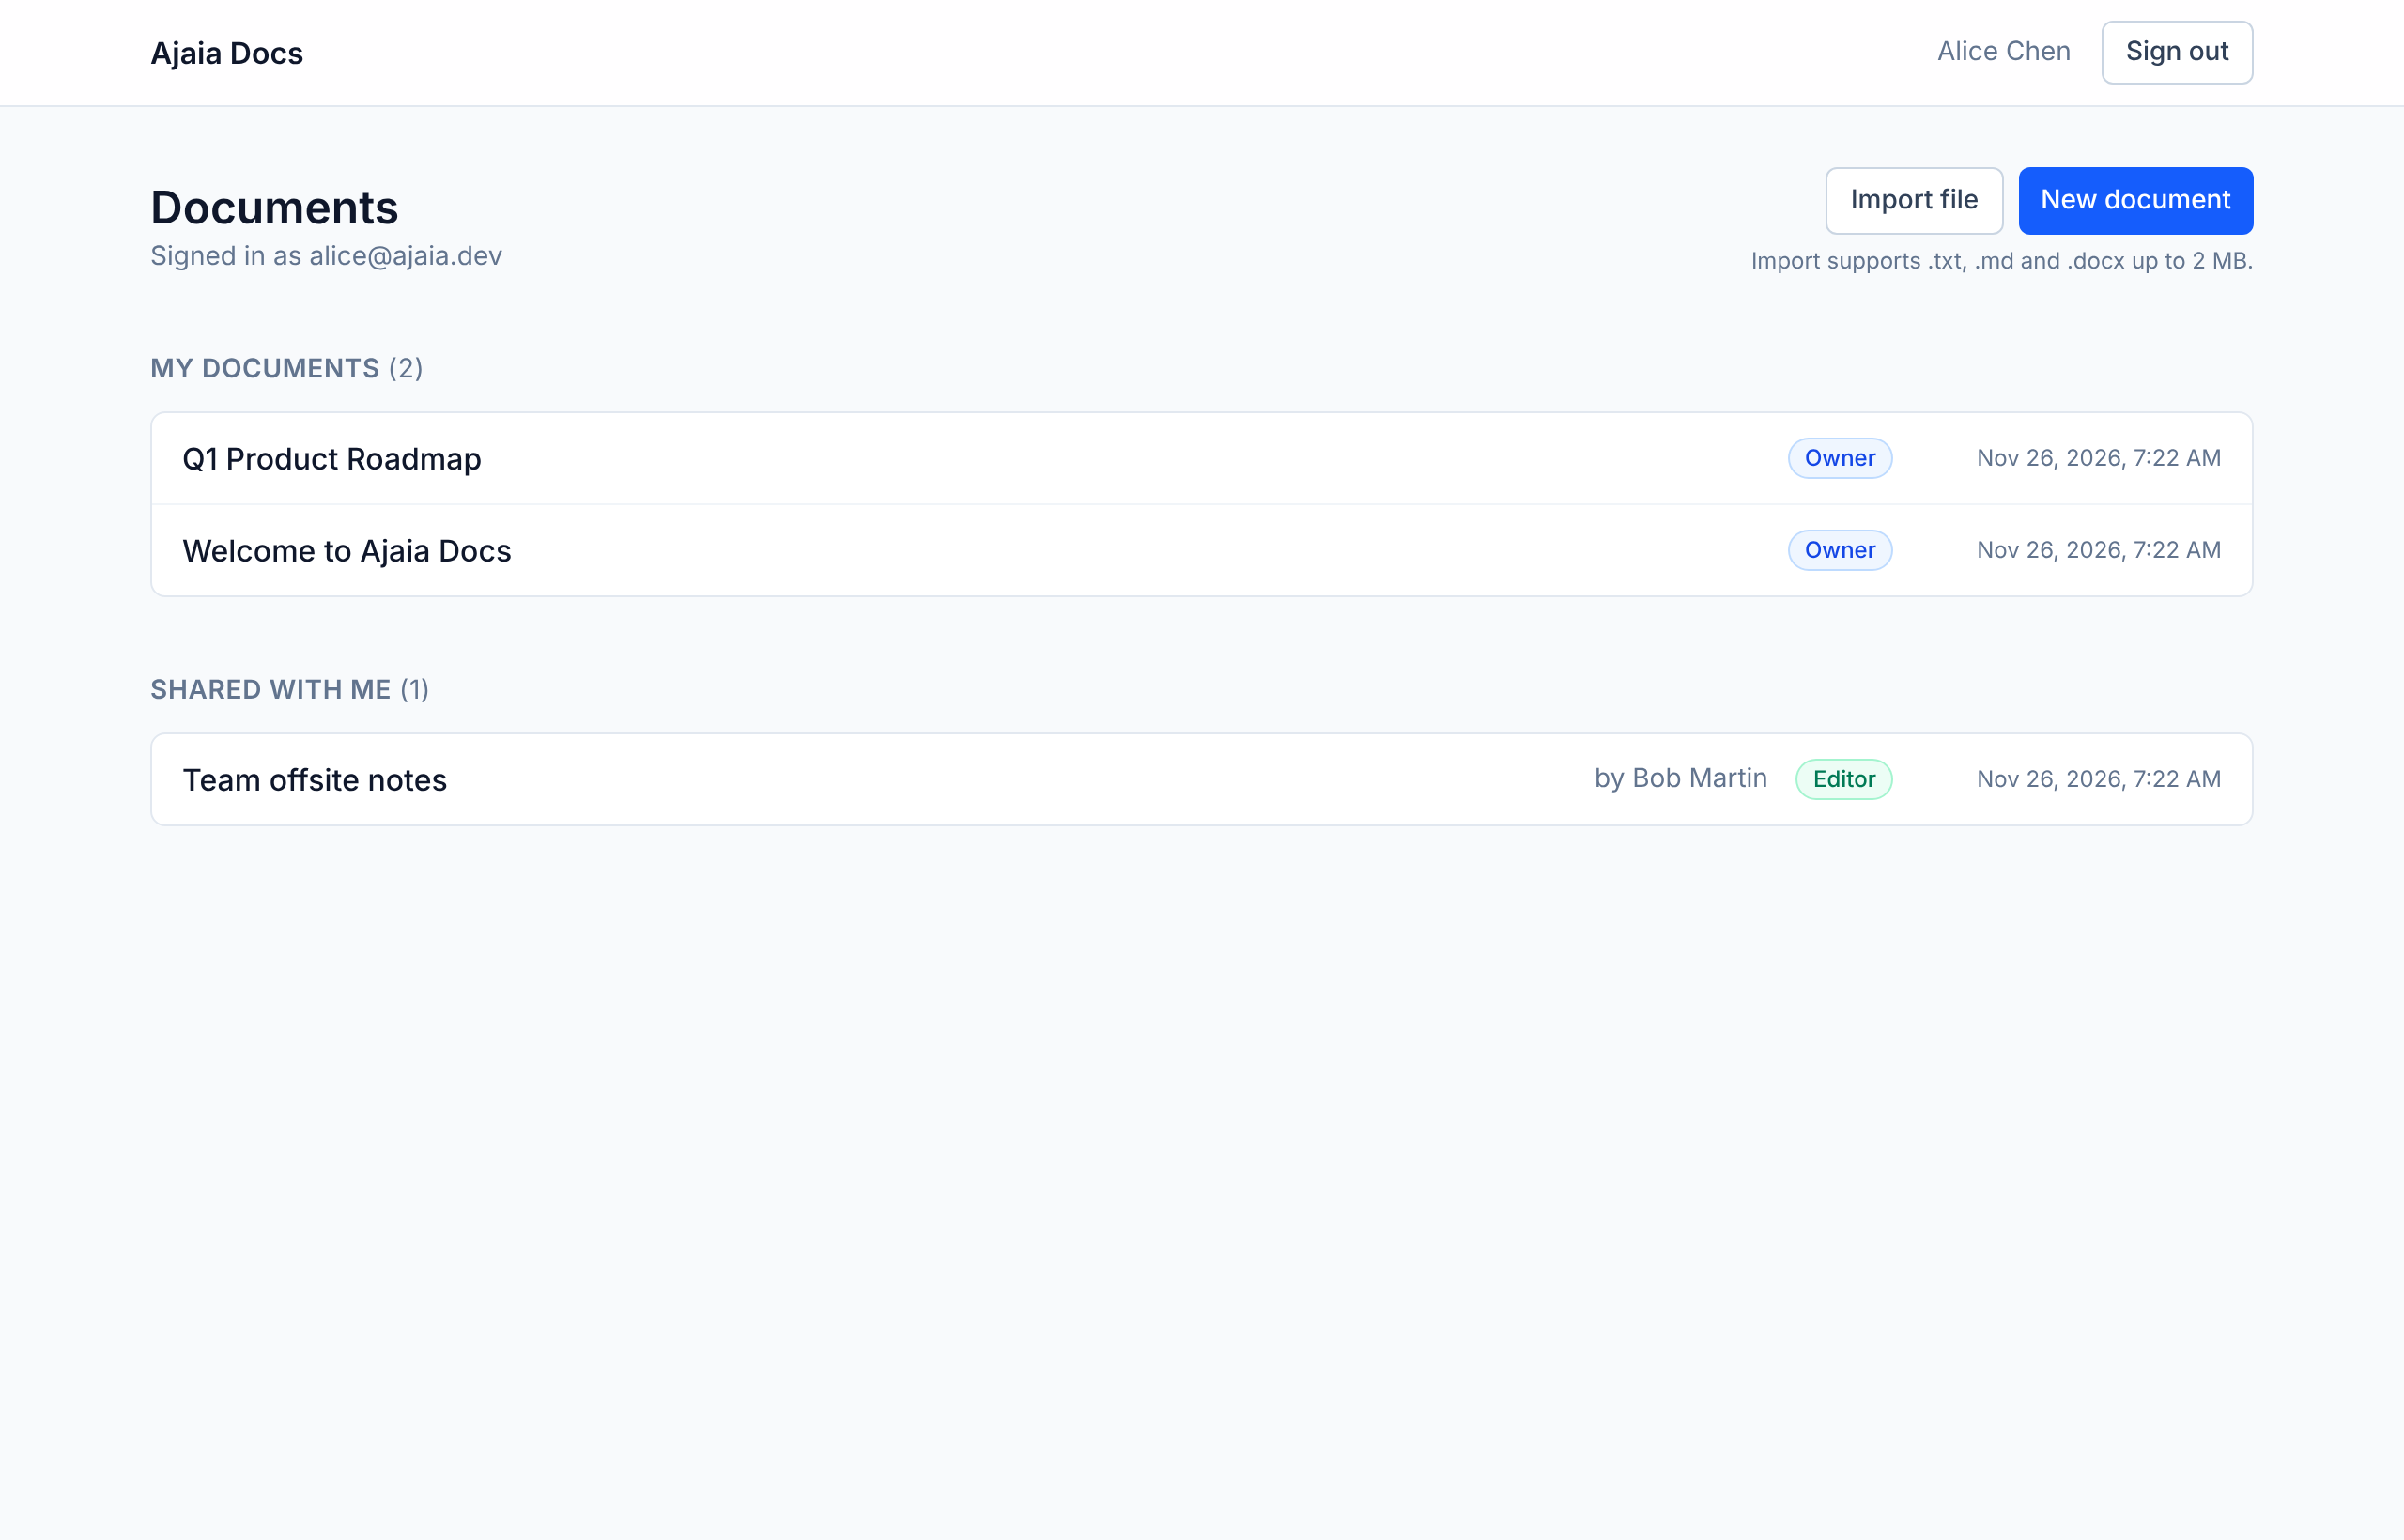 Ajaia Docs
Alice Chen
Sign out
Documents
Signed in as alice@ajaia.dev
Import file
New document
Import supports .txt, .md and .docx up to 2 MB.
MY DOCUMENTS (2)
Q1 Product Roadmap Owner Nov 26, 2026, 7:22 AM
Welcome to Ajaia Docs Owner Nov 26, 2026, 7:22 AM
SHARED WITH ME (1)
Team offsite notes by Bob Martin Editor Nov 26, 2026, 7:22 AM